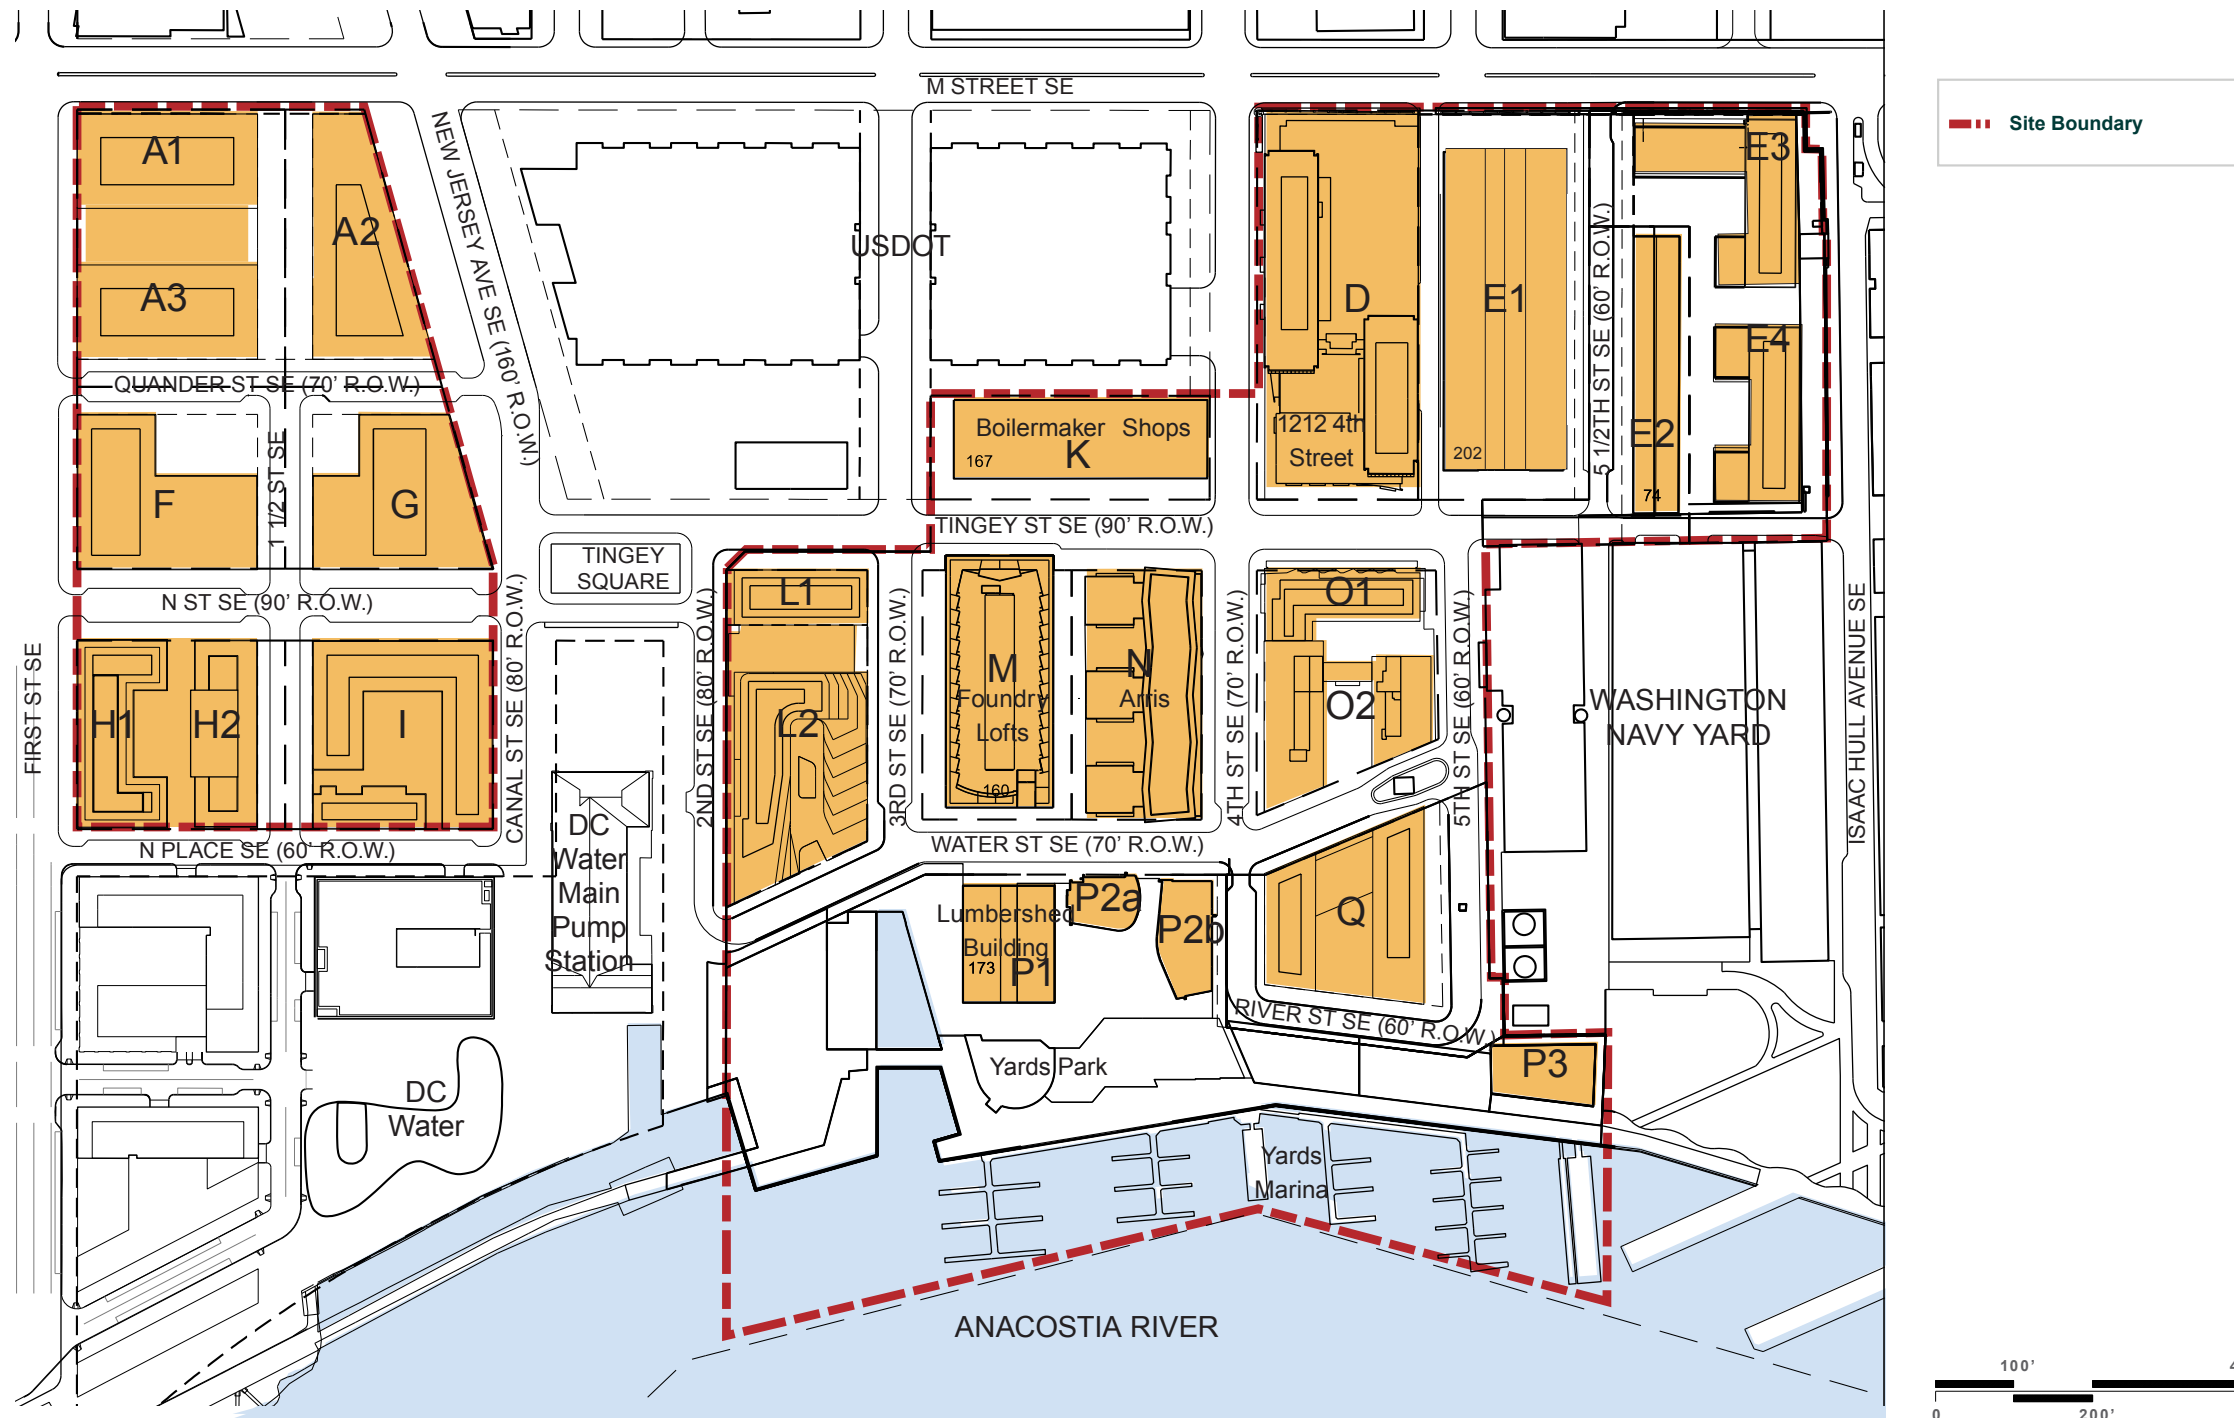 M STREET SE
Site Boundary
A1
A2
A3
NEW JERSEY AVE SE (160' R.O.W.)
USDOT
D
1212 4th
Street
E1
202
5 1/2TH ST SE (60' R.O.W.)
E3
E4
E2
74
QUANDER ST SE (70' R.O.W.)
Boilermaker Shops
167
K
F
1 1/2 ST SE
G
TINGEY ST SE (90' R.O.W.)
TINGEY
SQUARE
N ST SE (90' R.O.W.)
FIRST ST SE
H1
H2
I
CANAL ST SE (80' R.O.W.)
2ND ST SE (80' R.O.W.)
L1
L2
3RD ST SE (70' R.O.W.)
M
Foundry
Lofts
160
N
Arris
4TH ST SE (70' R.O.W.)
O1
O2
5TH ST SE (60' R.O.W.)
WASHINGTON
NAVY YARD
ISAAC HULL AVENUE SE
N PLACE SE (60' R.O.W.)
WATER ST SE (70' R.O.W.)
DC
Water
Main
Pump
Station
Lumbershed
Building
173
P1
P2a
P2b
Q
RIVER ST SE (60' R.O.W.)
Yards Park
P3
DC
Water
Yards
Marina
ANACOSTIA RIVER
100'
4
0
200'